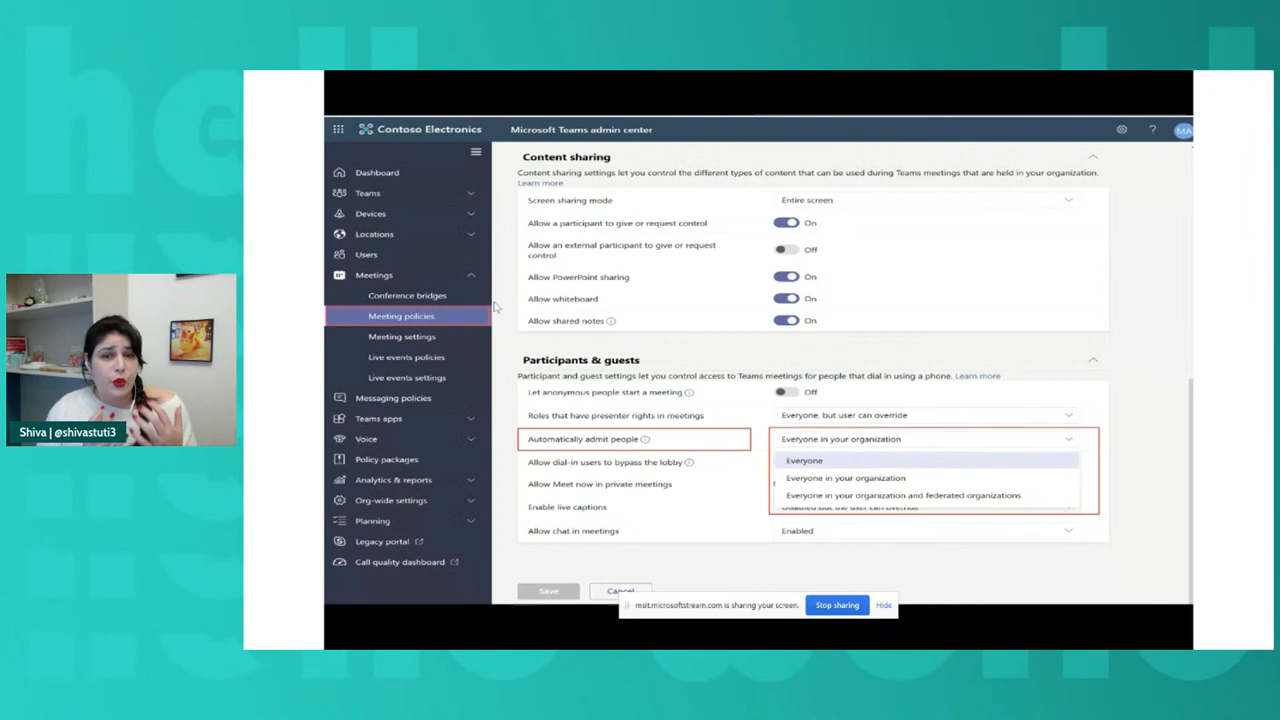 hello
Contoso Electronics
Microsoft Teams admin center
?
MA
Dashboard
Teams
Devices
Locations
Users
Meetings
Conference bridges
Meeting policies
Meeting settings
Live events policies
Live events settings
Messaging policies
Teams apps
Voice
Policy packages
Analytics & reports
Org-wide settings
Planning
Legacy portal
Call quality dashboard
Content sharing
Content sharing settings let you control the different types of content that can be used during Teams meetings that are held in your organization.
Learn more
Screen sharing mode Entire screen
Allow a participant to give or request control On
Allow an external participant to give or request
control Off
Allow PowerPoint sharing On
Allow whiteboard On
Allow shared notes On
Participants & guests
Participant and guest settings let you control access to Teams meetings for people that dial in using a phone. Learn more
Let anonymous people start a meeting Off
Roles that have presenter rights in meetings Everyone, but user can override
Automatically admit people Everyone in your organization
Everyone
Everyone in your organization
Everyone in your organization and federated organizations
Allow dial-in users to bypass the lobby
Allow Meet now in private meetings
Enable live captions Disabled but the user can override
Allow chat in meetings Enabled
Save Cancel
msit.microsoftstream.com is sharing your screen. Stop sharing Hide
Shiva | @shivastuti3